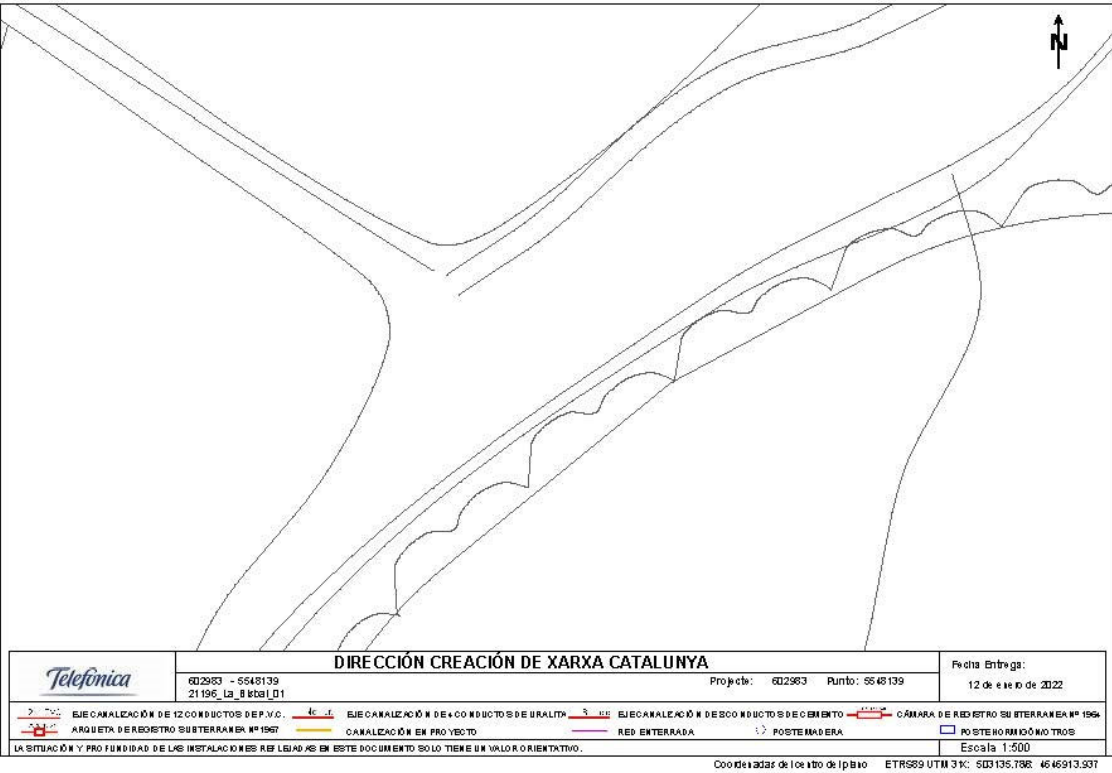 N
Telefónica
DIRECCIÓN CREACIÓN DE XARXA CATALUNYA
602983 - 5548139
21196_La_Bisbal_01
Projecte: 602983 Punto: 5548139
Fecha Entrega:
12 de enero de 2022
EJE CANALIZACIÓN DE 12 CONDUCTOS DE P.V.C.
EJE CANALIZACIÓN DE 4 CONDUCTOS DE URALITA
EJE CANALIZACIÓN DE 8 CONDUCTOS DE CEMENTO
CÁMARA DE REGISTRO SUBTERRANEA Nº 1964
ARQUETA DE REGISTRO SUBTERRANEA Nº 1967
CANALIZACIÓN EN PROYECTO
RED ENTERRADA
POSTE MADERA
POSTE HORMIGÓN/OTROS
LA SITUACIÓN Y PROFUNDIDAD DE LAS INSTALACIONES REFLEJADAS EN ESTE DOCUMENTO SOLO TIENE UN VALOR ORIENTATIVO.
Escala 1:500
Coordenadas del centro del plano ETRS89 UTM 31X: 503135.788 4646913.937